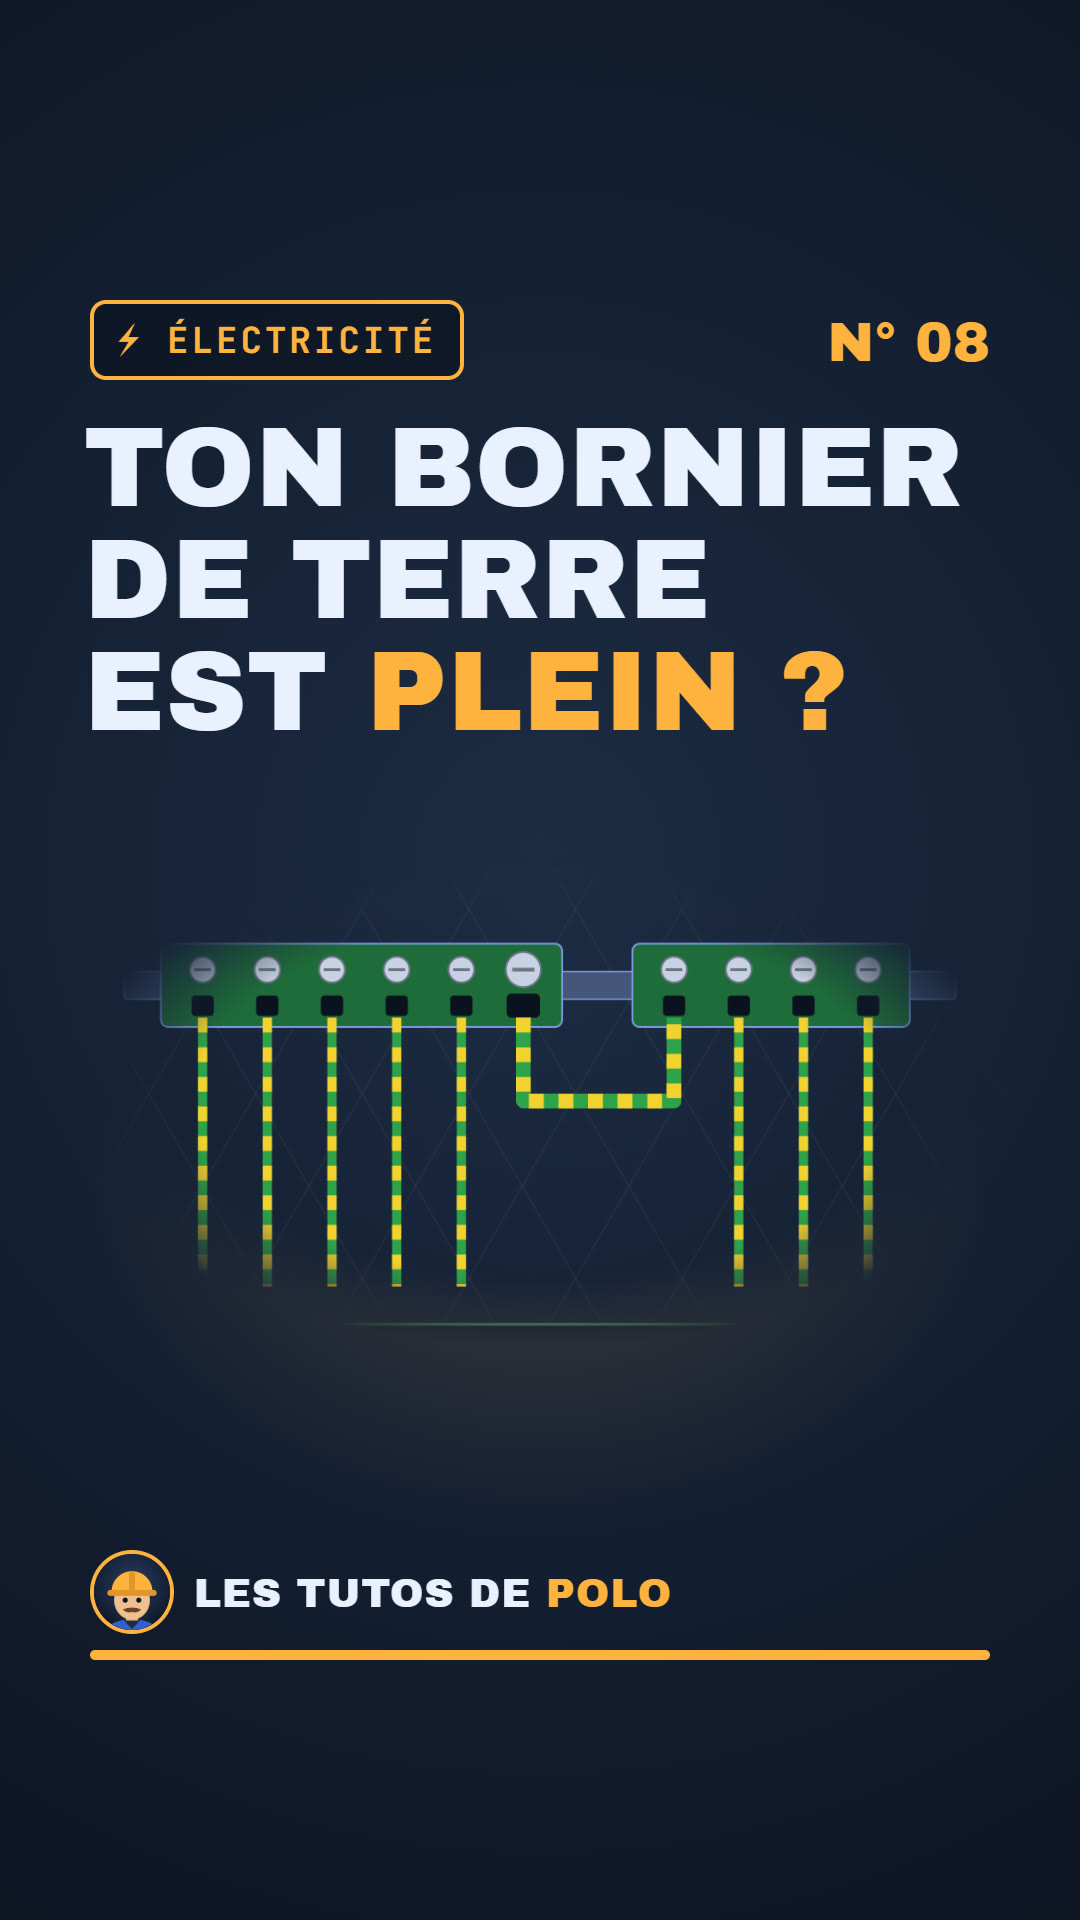 ⚡ ÉLECTRICITÉ
N° 08
TON BORNIER
DE TERRE
EST PLEIN ?
LES TUTOS DE POLO